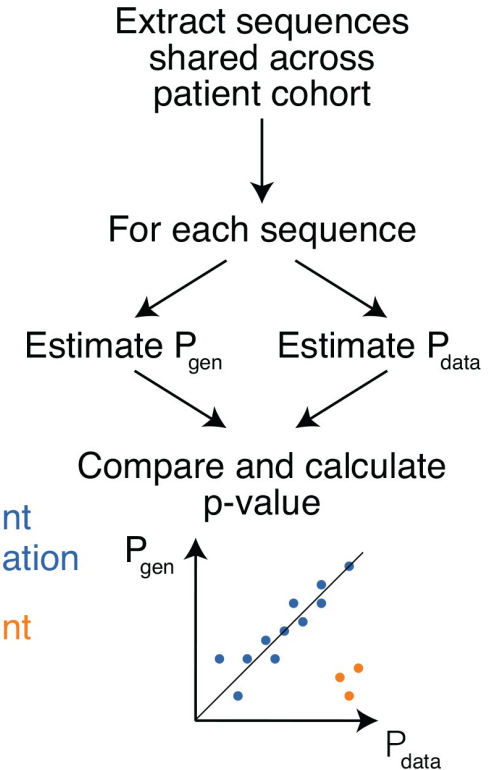 Extract sequences
shared across
patient cohort
For each sequence
Estimate Pgen
Estimate Pdata
Compare and calculate
p-value
nt
ation
nt
Pgen
Pdata